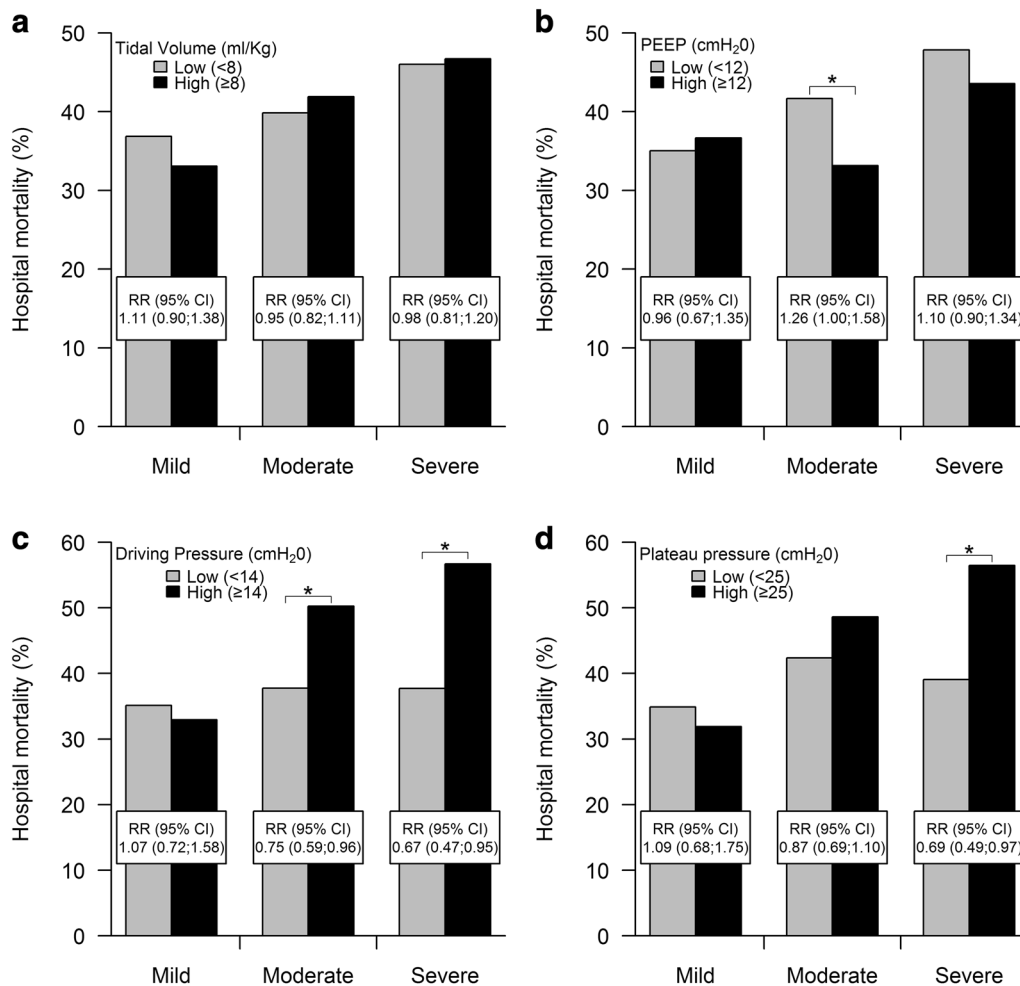 a
Tidal Volume (ml/Kg)
Low (<8)
High (≥8)
Hospital mortality (%)
50
40
30
20
10
0
RR (95% CI)
1.11 (0.90;1.38)
RR (95% CI)
0.95 (0.82;1.11)
RR (95% CI)
0.98 (0.81;1.20)
Mild Moderate Severe
b
PEEP (cmH20)
Low (<12)
High (≥12)
*
Hospital mortality (%)
50
40
30
20
10
0
RR (95% CI)
0.96 (0.67;1.35)
RR (95% CI)
1.26 (1.00;1.58)
RR (95% CI)
1.10 (0.90;1.34)
Mild Moderate Severe
c
Driving Pressure (cmH20)
Low (<14)
High (≥14)
*
*
Hospital mortality (%)
60
50
40
30
20
10
0
RR (95% CI)
1.07 (0.72;1.58)
RR (95% CI)
0.75 (0.59;0.96)
RR (95% CI)
0.67 (0.47;0.95)
Mild Moderate Severe
d
Plateau pressure (cmH20)
Low (<25)
High (≥25)
*
Hospital mortality (%)
60
50
40
30
20
10
0
RR (95% CI)
1.09 (0.68;1.75)
RR (95% CI)
0.87 (0.69;1.10)
RR (95% CI)
0.69 (0.49;0.97)
Mild Moderate Severe